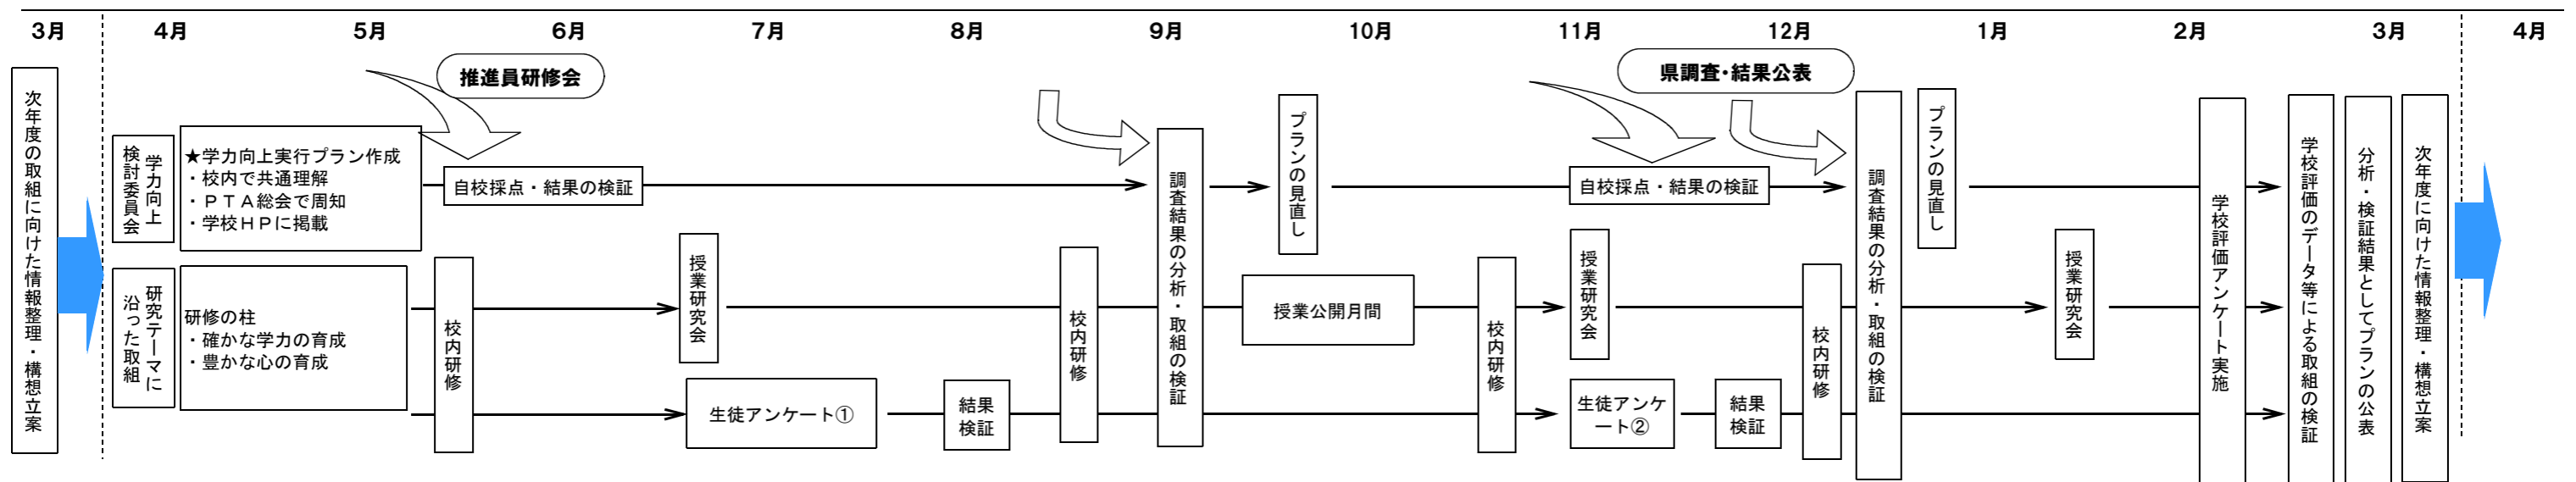 3月 4月 5月 6月 7月 8月 9月 10月 11月 12月 1月 2月 3月 4月
推進員研修会
県調査・結果公表
次年度の取組に向けた情報整理・構想立案
学力向上
検討委員会
★学力向上実行プラン作成
・校内で共通理解
・PTA総会で周知
・学校HPに掲載
自校採点・結果の検証
調査結果の分析・取組の検証
プランの見直し
自校採点・結果の検証
調査結果の分析・取組の検証
プランの見直し
学校評価アンケート実施
学校評価のデータ等による取組の検証
分析・検証結果としてプランの公表
次年度に向けた情報整理・構想立案
研究テーマに
沿った取組
研修の柱
・確かな学力の育成
・豊かな心の育成
校内研修
授業研究会
校内研修
授業公開月間
校内研修
授業研究会
校内研修
授業研究会
生徒アンケート①
結果
検証
生徒アンケ
ート②
結果
検証